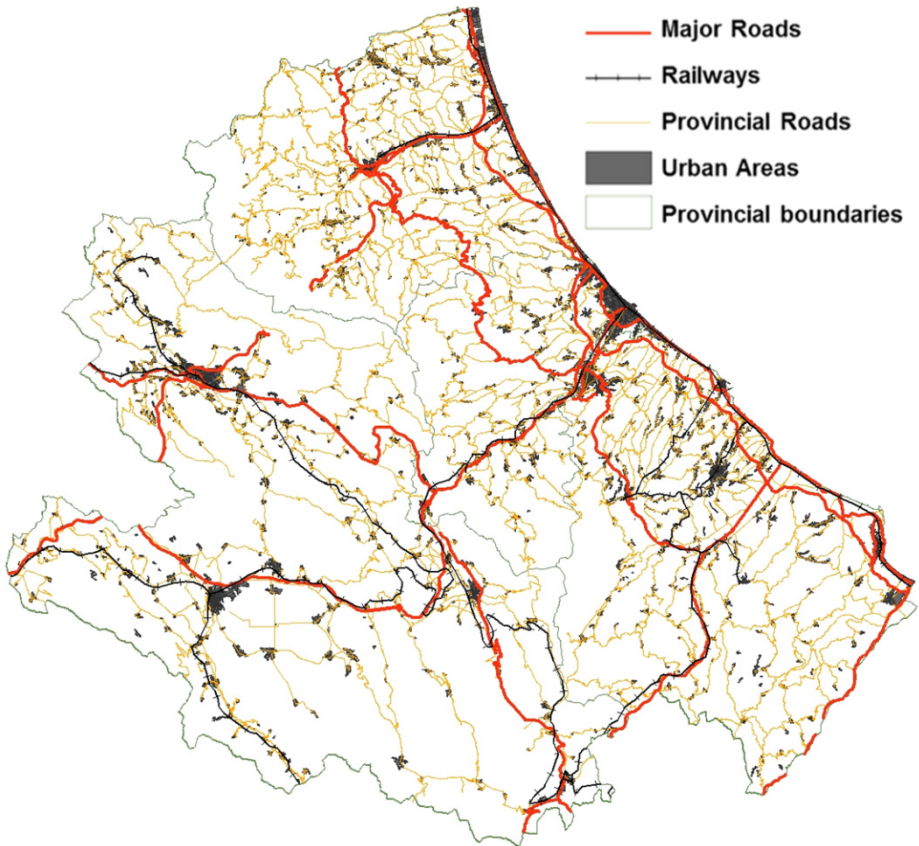 Major Roads
Railways
Provincial Roads
Urban Areas
Provincial boundaries